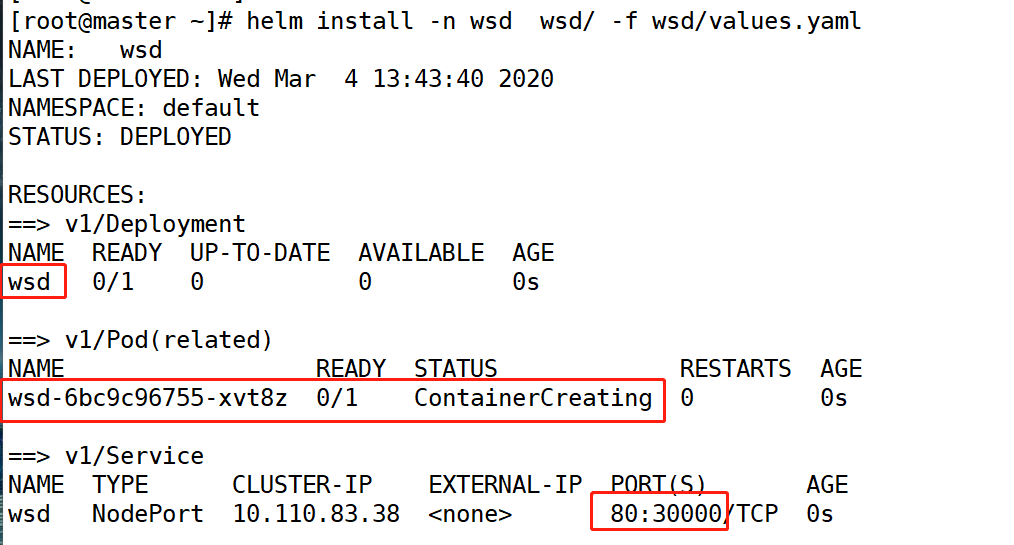 [root@master ~]# helm install -n wsd  wsd/ -f wsd/values.yaml
NAME:   wsd
LAST DEPLOYED: Wed Mar  4 13:43:40 2020
NAMESPACE: default
STATUS: DEPLOYED
RESOURCES:
==> v1/Deployment
NAME  READY  UP-TO-DATE  AVAILABLE  AGE
wsd   0/1    0           0          0s
==> v1/Pod(related)
NAME                  READY  STATUS             RESTARTS  AGE
wsd-6bc9c96755-xvt8z  0/1    ContainerCreating  0         0s
==> v1/Service
NAME  TYPE      CLUSTER-IP    EXTERNAL-IP  PORT(S)       AGE
wsd   NodePort  10.110.83.38  <none>       80:30000/TCP  0s